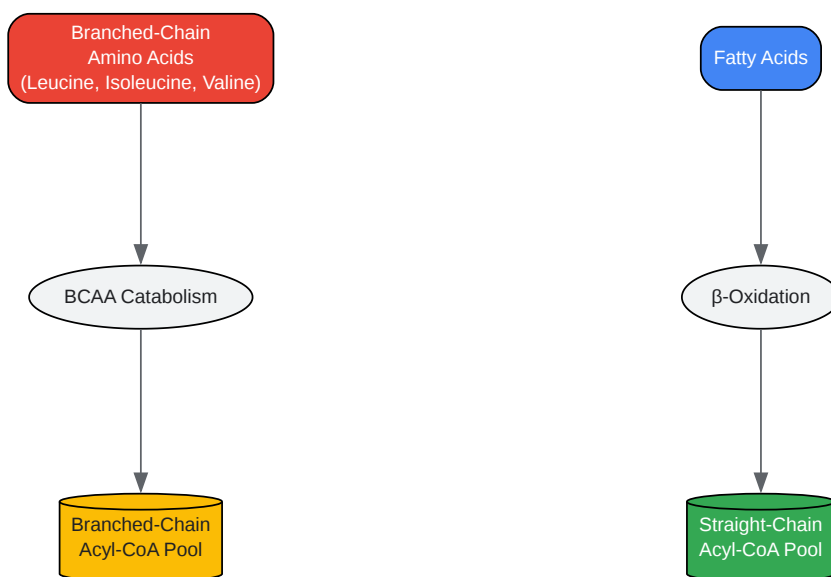 Branched-Chain
Amino Acids
(Leucine, Isoleucine, Valine)
Fatty Acids
BCAA Catabolism
β-Oxidation
Branched-Chain
Acyl-CoA Pool
Straight-Chain
Acyl-CoA Pool